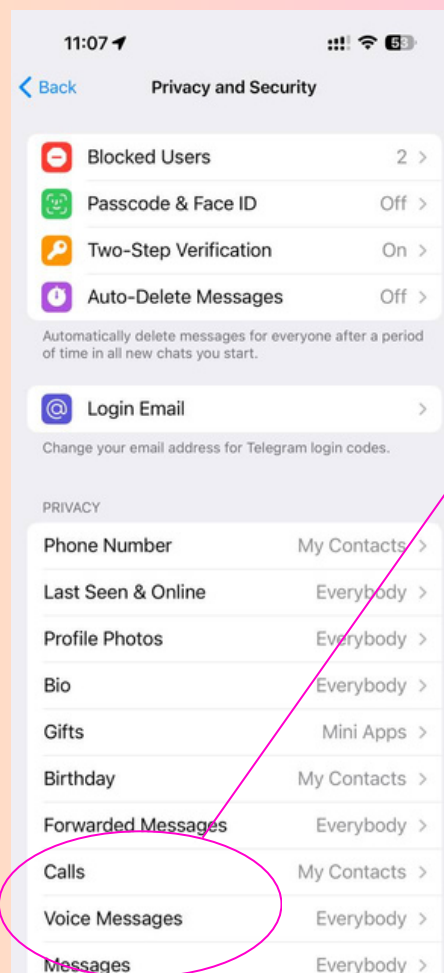 11:07
53
Back Privacy and Security
Blocked Users 2
Passcode & Face ID Off
Two-Step Verification On
Auto-Delete Messages Off
Automatically delete messages for everyone after a period
of time in all new chats you start.
Login Email
Change your email address for Telegram login codes.
PRIVACY
Phone Number My Contacts
Last Seen & Online Everybody
Profile Photos Everybody
Bio Everybody
Gifts Mini Apps
Birthday My Contacts
Forwarded Messages Everybody
Calls My Contacts
Voice Messages Everybody
Messages Everybody